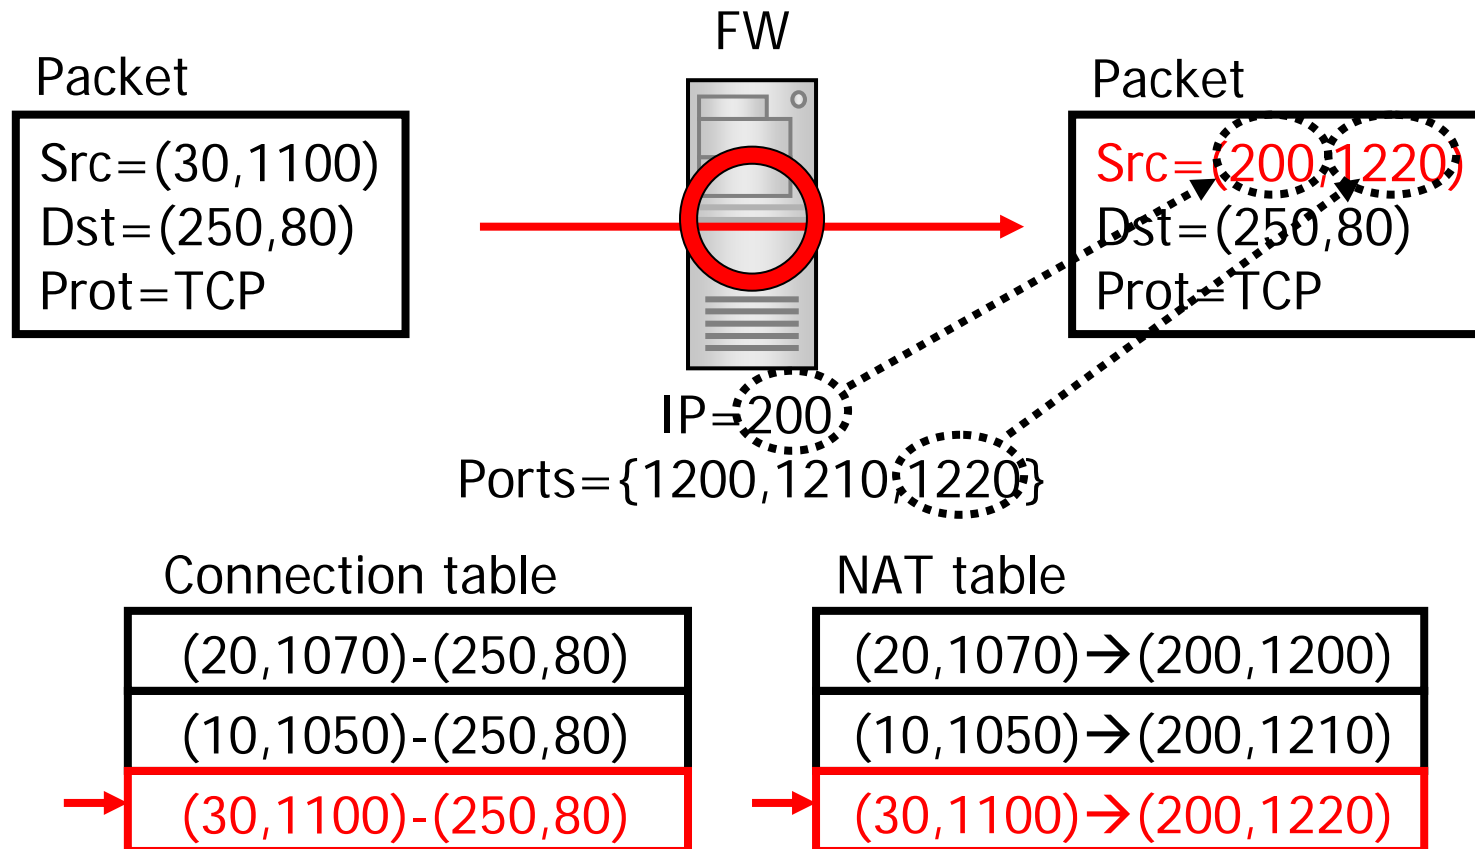 FW
Packet
Src=(30,1100)
Dst=(250,80)
Prot=TCP
Packet
Src=(200,1220)
Dst=(250,80)
Prot=TCP
IP=200
Ports={1200,1210,1220}
Connection table
(20,1070)-(250,80)
(10,1050)-(250,80)
(30,1100)-(250,80)
NAT table
(20,1070)→(200,1200)
(10,1050)→(200,1210)
(30,1100)→(200,1220)